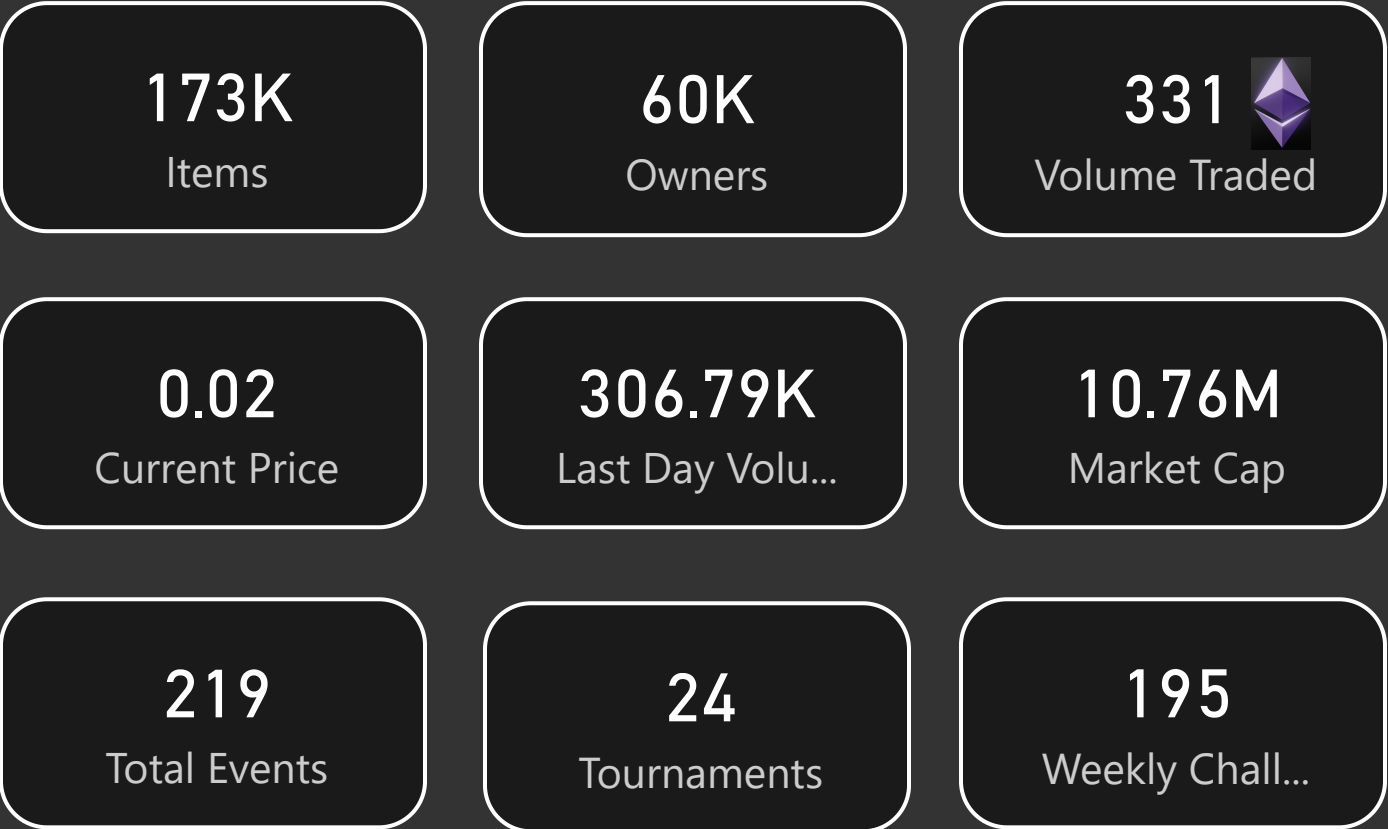 173K
Items
60K
Owners
331
Volume Traded
0.02
Current Price
306.79K
Last Day Volu...
10.76M
Market Cap
219
Total Events
24
Tournaments
195
Weekly Chall...